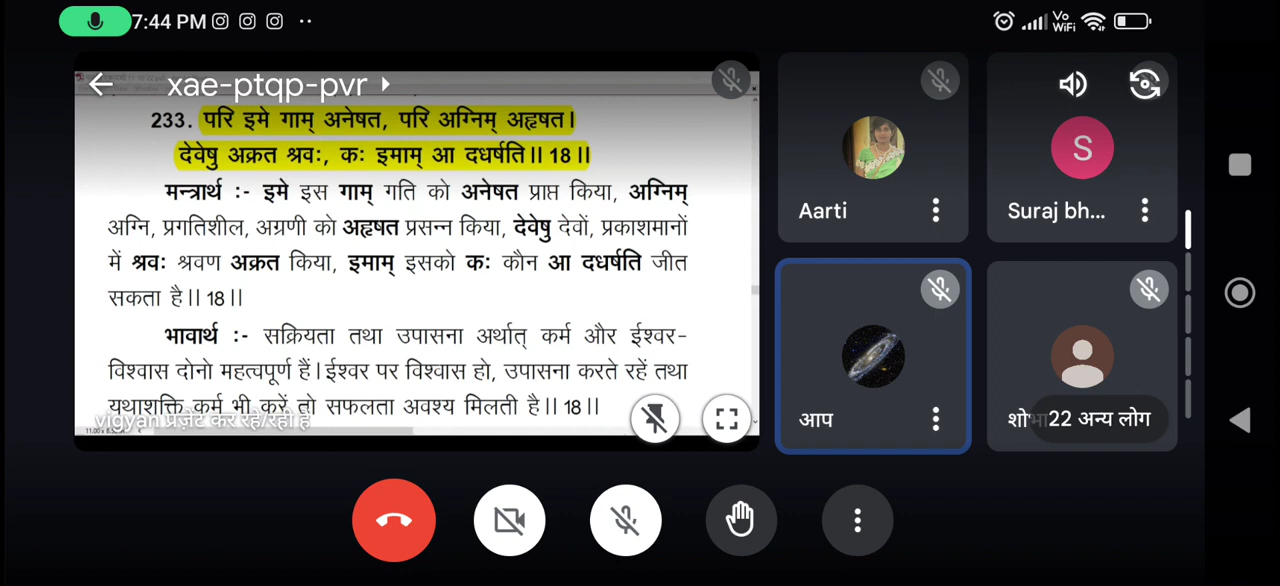 7:44 PM
Vo
WiFi
xae-ptqp-pvr
233. परि इमे गाम् अनेषत, परि अग्निम् अहृषत।
देवेषु अक्रत श्रवः, कः इमाम् आ दधर्षति।। 18 ।।
मन्त्रार्थ :- इमे इस गाम् गति को अनेषत प्राप्त किया, अग्निम्
अग्नि, प्रगतिशील, अग्रणी को अहृषत प्रसन्न किया, देवेषु देवों, प्रकाशमानों
में श्रवः श्रवण अक्रत किया, इमाम् इसको कः कौन आ दधर्षति जीत
सकता है।। 18 ।।
भावार्थ :- सक्रियता तथा उपासना अर्थात् कर्म और ईश्वर-
विश्वास दोनो महत्वपूर्ण हैं। ईश्वर पर विश्वास हो, उपासना करते रहें तथा
यथाशक्ति कर्म भी करें तो सफलता अवश्य मिलती है।। 18 ।।
vigyan प्रज़ेंट कर रहे/रही हैं
Aarti
S
Suraj bh...
आप
शोभा
22 अन्य लोग